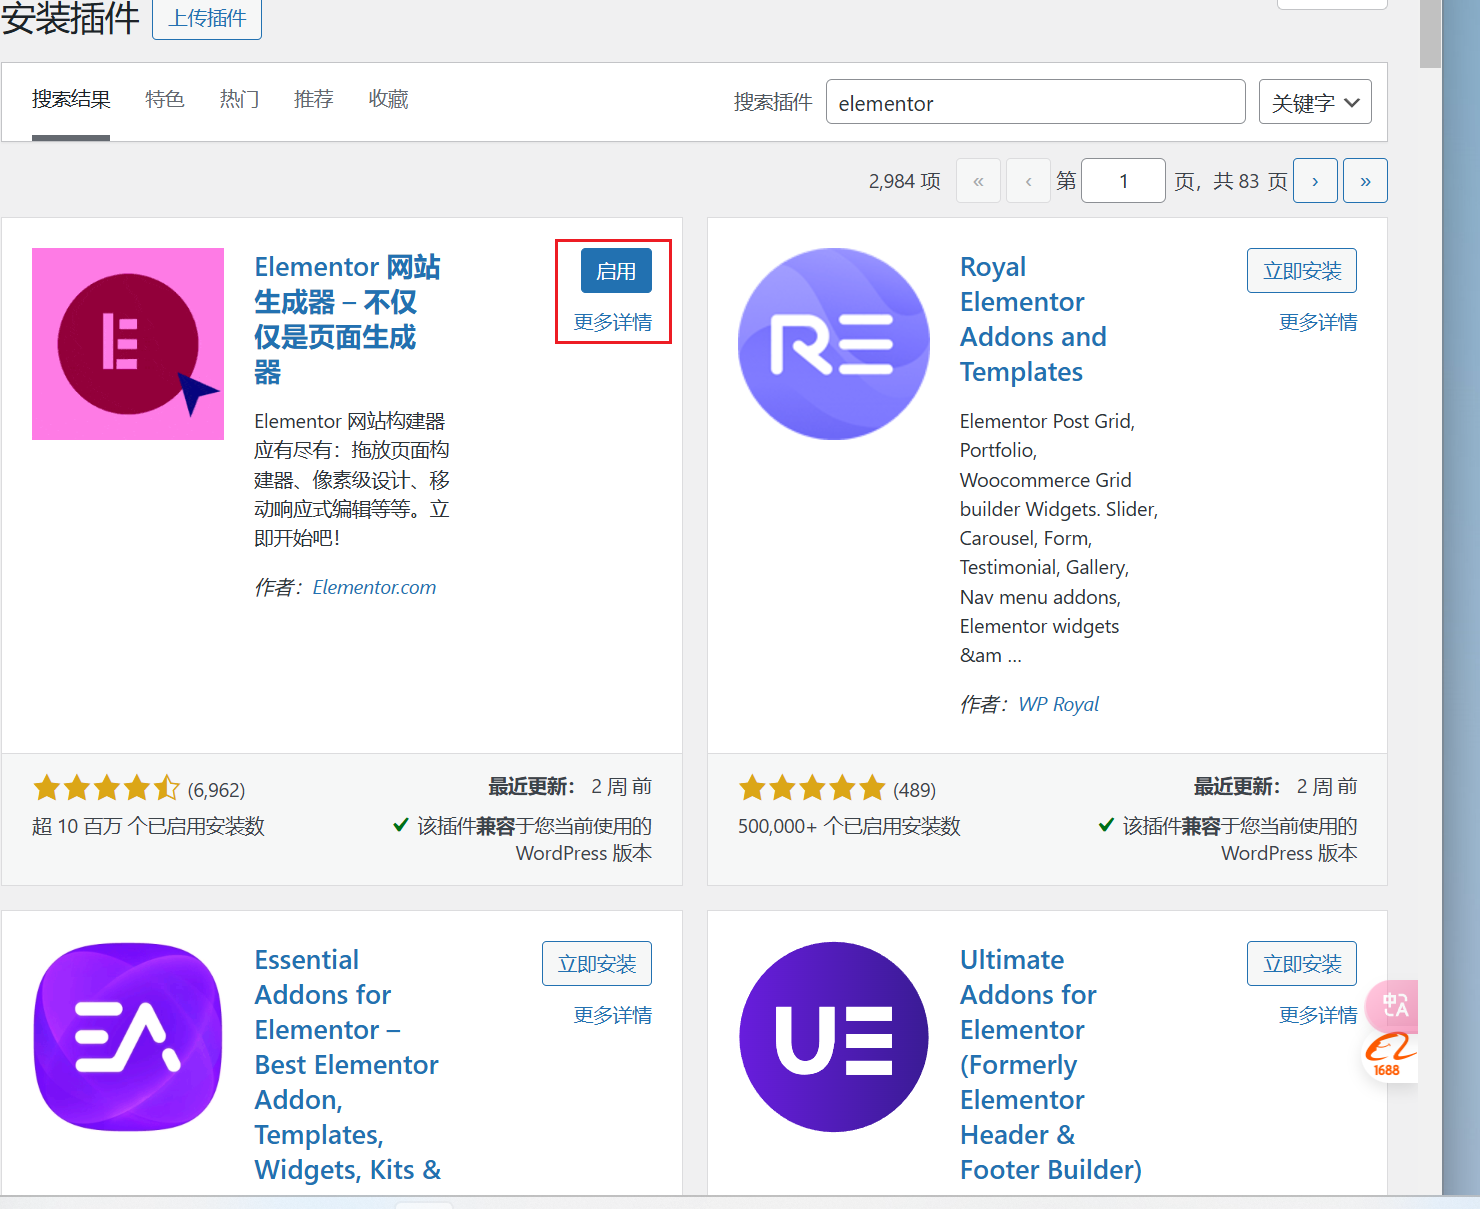 安装插件 上传插件
搜索结果 特色 热门 推荐 收藏 搜索插件 elementor 关键字
2,984 项 « ‹ 第 1 页，共 83 页 › »
Elementor 网站
生成器 – 不仅
仅是页面生成
器
启用
更多详情
Elementor 网站构建器
应有尽有：拖放页面构
建器、像素级设计、移
动响应式编辑等等。立
即开始吧！
作者：Elementor.com
(6,962)
超 10 百万 个已启用安装数
最近更新： 2 周 前
该插件兼容于您当前使用的
WordPress 版本
RE
Royal
Elementor
Addons and
Templates
立即安装
更多详情
Elementor Post Grid,
Portfolio,
Woocommerce Grid
builder Widgets. Slider,
Carousel, Form,
Testimonial, Gallery,
Nav menu addons,
Elementor widgets
&am …
作者：WP Royal
(489)
500,000+ 个已启用安装数
最近更新： 2 周 前
该插件兼容于您当前使用的
WordPress 版本
EA
Essential
Addons for
Elementor –
Best Elementor
Addon,
Templates,
Widgets, Kits &
立即安装
更多详情
UE
Ultimate
Addons for
Elementor
(Formerly
Elementor
Header &
Footer Builder)
立即安装
更多详情
中A
1688